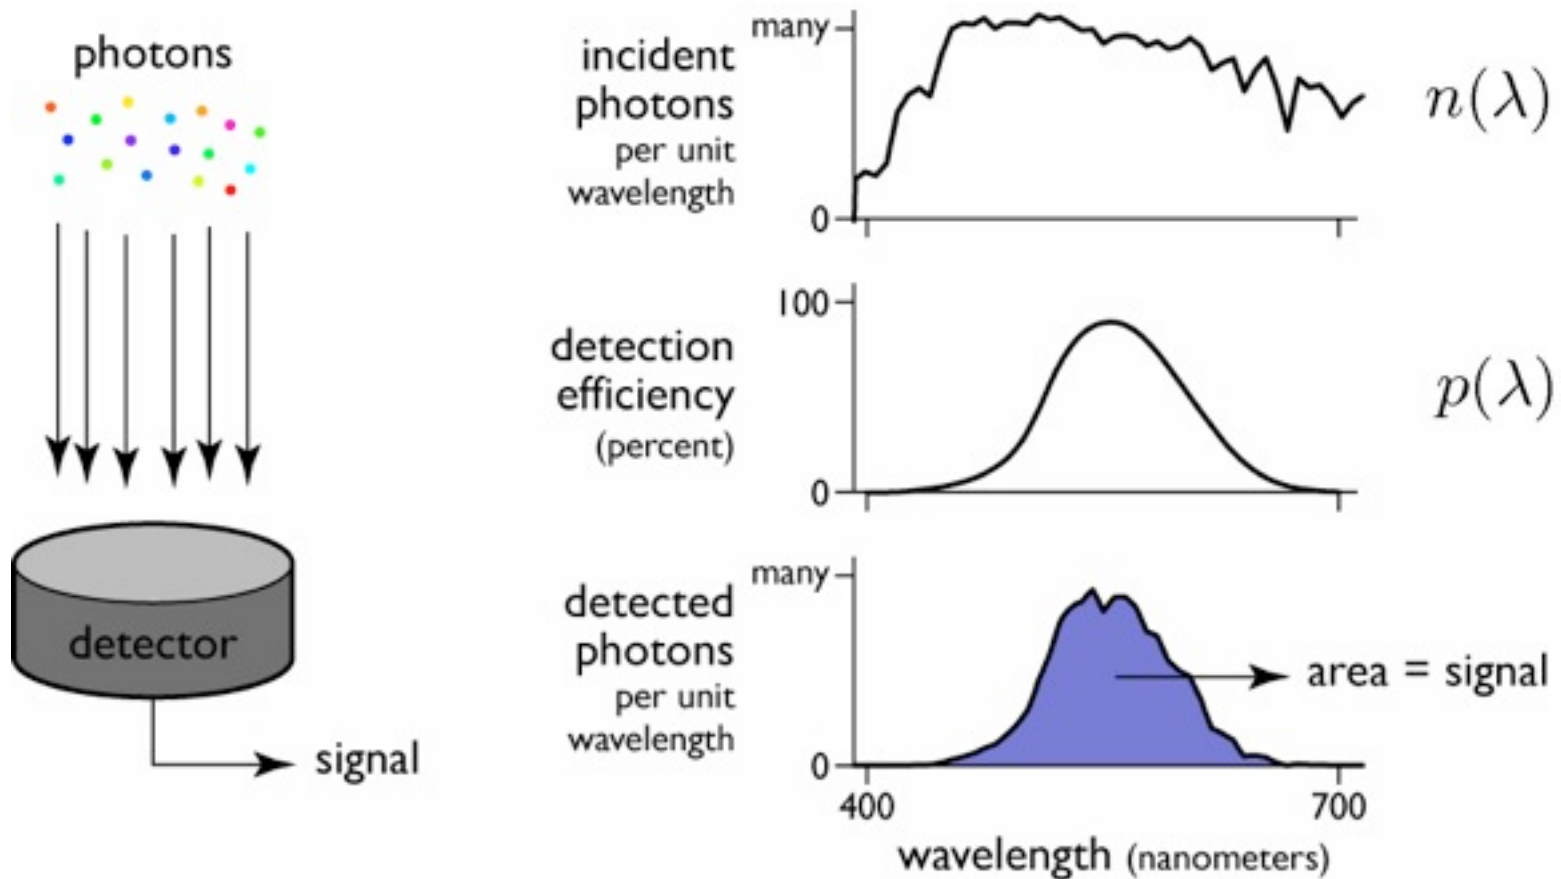 photons
detector
signal
incident
photons
per unit
wavelength
many
0
n(λ)
detection
efficiency
(percent)
100
0
p(λ)
detected
photons
per unit
wavelength
many
0
area = signal
400
700
wavelength (nanometers)